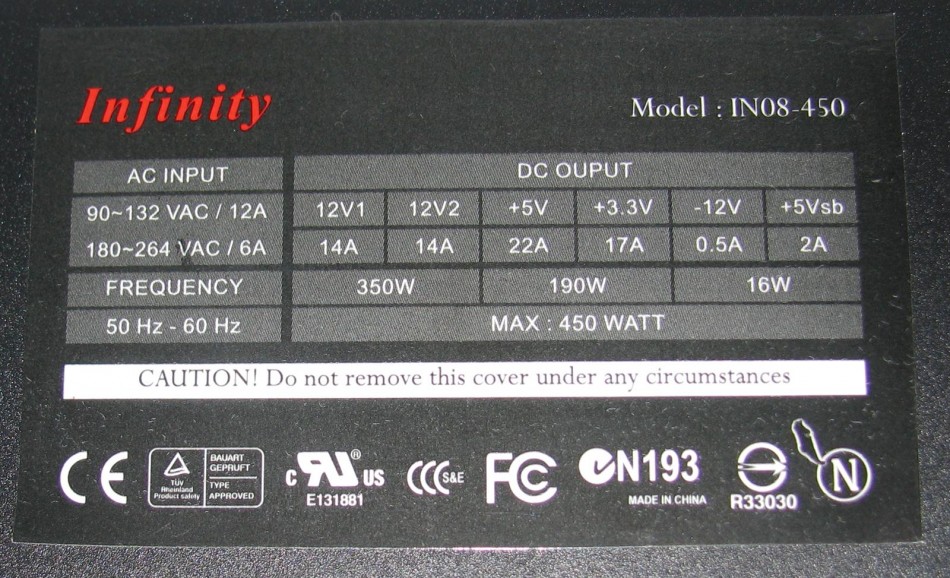 Infinity
Model : IN08-450
AC INPUT
DC OUPUT
90~132 VAC / 12A
12V1 12V2 +5V +3.3V -12V +5Vsb
180~264 VAC / 6A
14A 14A 22A 17A 0.5A 2A
FREQUENCY
350W 190W 16W
50 Hz - 60 Hz
MAX : 450 WATT
CAUTION! Do not remove this cover under any circumstances
CE
TÜV
Rheinland
Product safety
BAUART
GEPRÜFT
TYPE
APPROVED
c RU ® US
E131881
CCC S&E
FC
N193
MADE IN CHINA
R33030
N